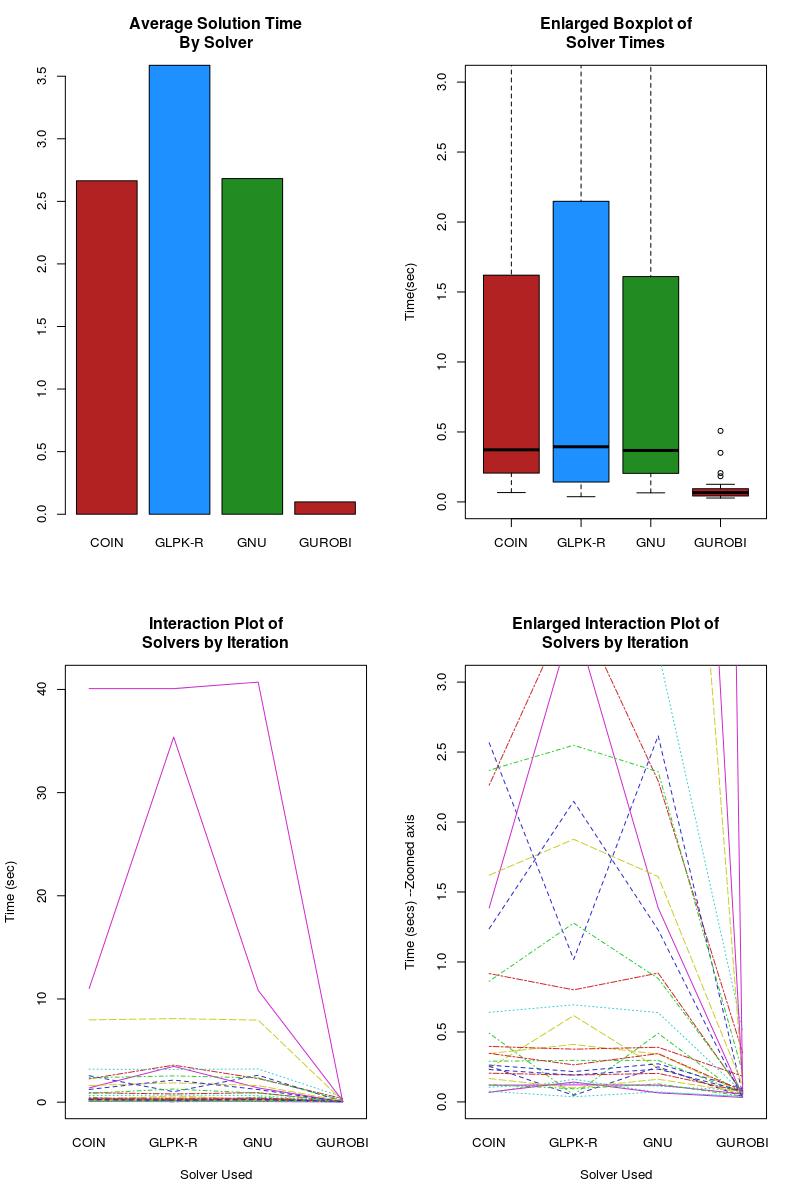 Average Solution Time
By Solver
3.5
3.0
2.5
2.0
1.5
1.0
0.5
0.0
COIN GLPK-R GNU GUROBI
Enlarged Boxplot of
Solver Times
Time(sec)
3.0
2.5
2.0
1.5
1.0
0.5
0.0
COIN GLPK-R GNU GUROBI
Interaction Plot of
Solvers by Iteration
Time (sec)
40
30
20
10
0
COIN GLPK-R GNU GUROBI
Solver Used
Enlarged Interaction Plot of
Solvers by Iteration
Time (secs) --Zoomed axis
3.0
2.5
2.0
1.5
1.0
0.5
0.0
COIN GLPK-R GNU GUROBI
Solver Used